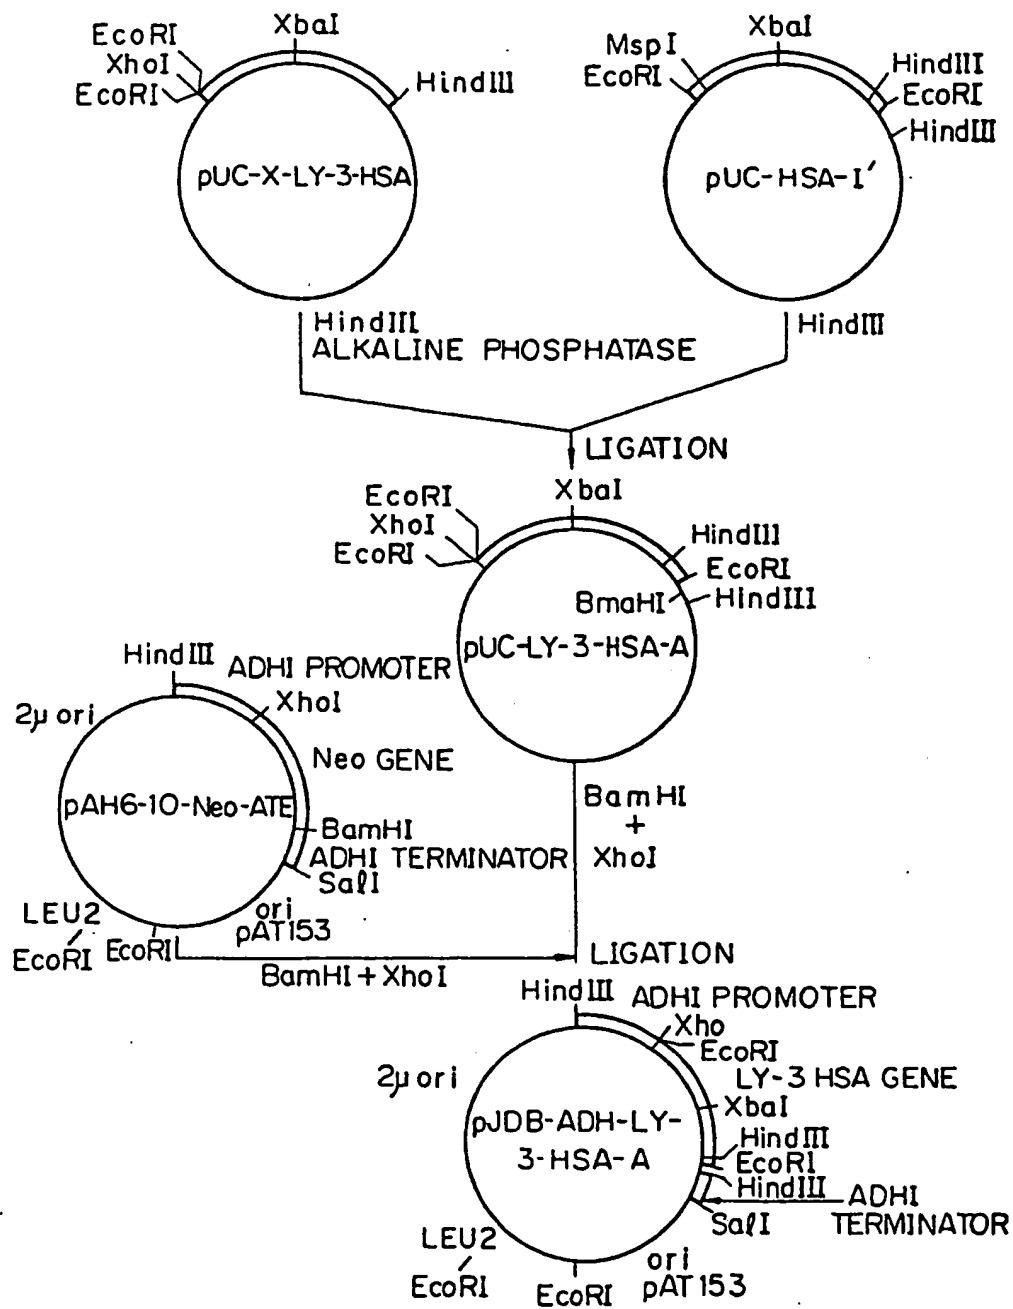 EcoRI
XhoI
EcoRI
XbaI
HindIII
pUC-X-LY-3-HSA
MspI
EcoRI
XbaI
HindIII
EcoRI
HindIII
pUC-HSA-I′
HindIII
ALKALINE PHOSPHATASE
HindIII
LIGATION
EcoRI
XhoI
EcoRI
XbaI
HindIII
EcoRI
BmaHI
HindIII
pUC-LY-3-HSA-A
HindIII
ADHI PROMOTER
XhoI
2μ ori
Neo GENE
pAH6-10-Neo-ATE
BamHI
ADHI TERMINATOR
SalI
LEU2
EcoRI
EcoRI
ori
pAT153
BamHI
+
XhoI
BamHI + XhoI
LIGATION
HindIII
ADHI PROMOTER
Xho
EcoRI
2μ ori
LY-3 HSA GENE
XbaI
pJDB-ADH-LY-
3-HSA-A
HindIII
EcoRI
HindIII
SalI
ADHI
TERMINATOR
LEU2
EcoRI
EcoRI
ori
pAT153